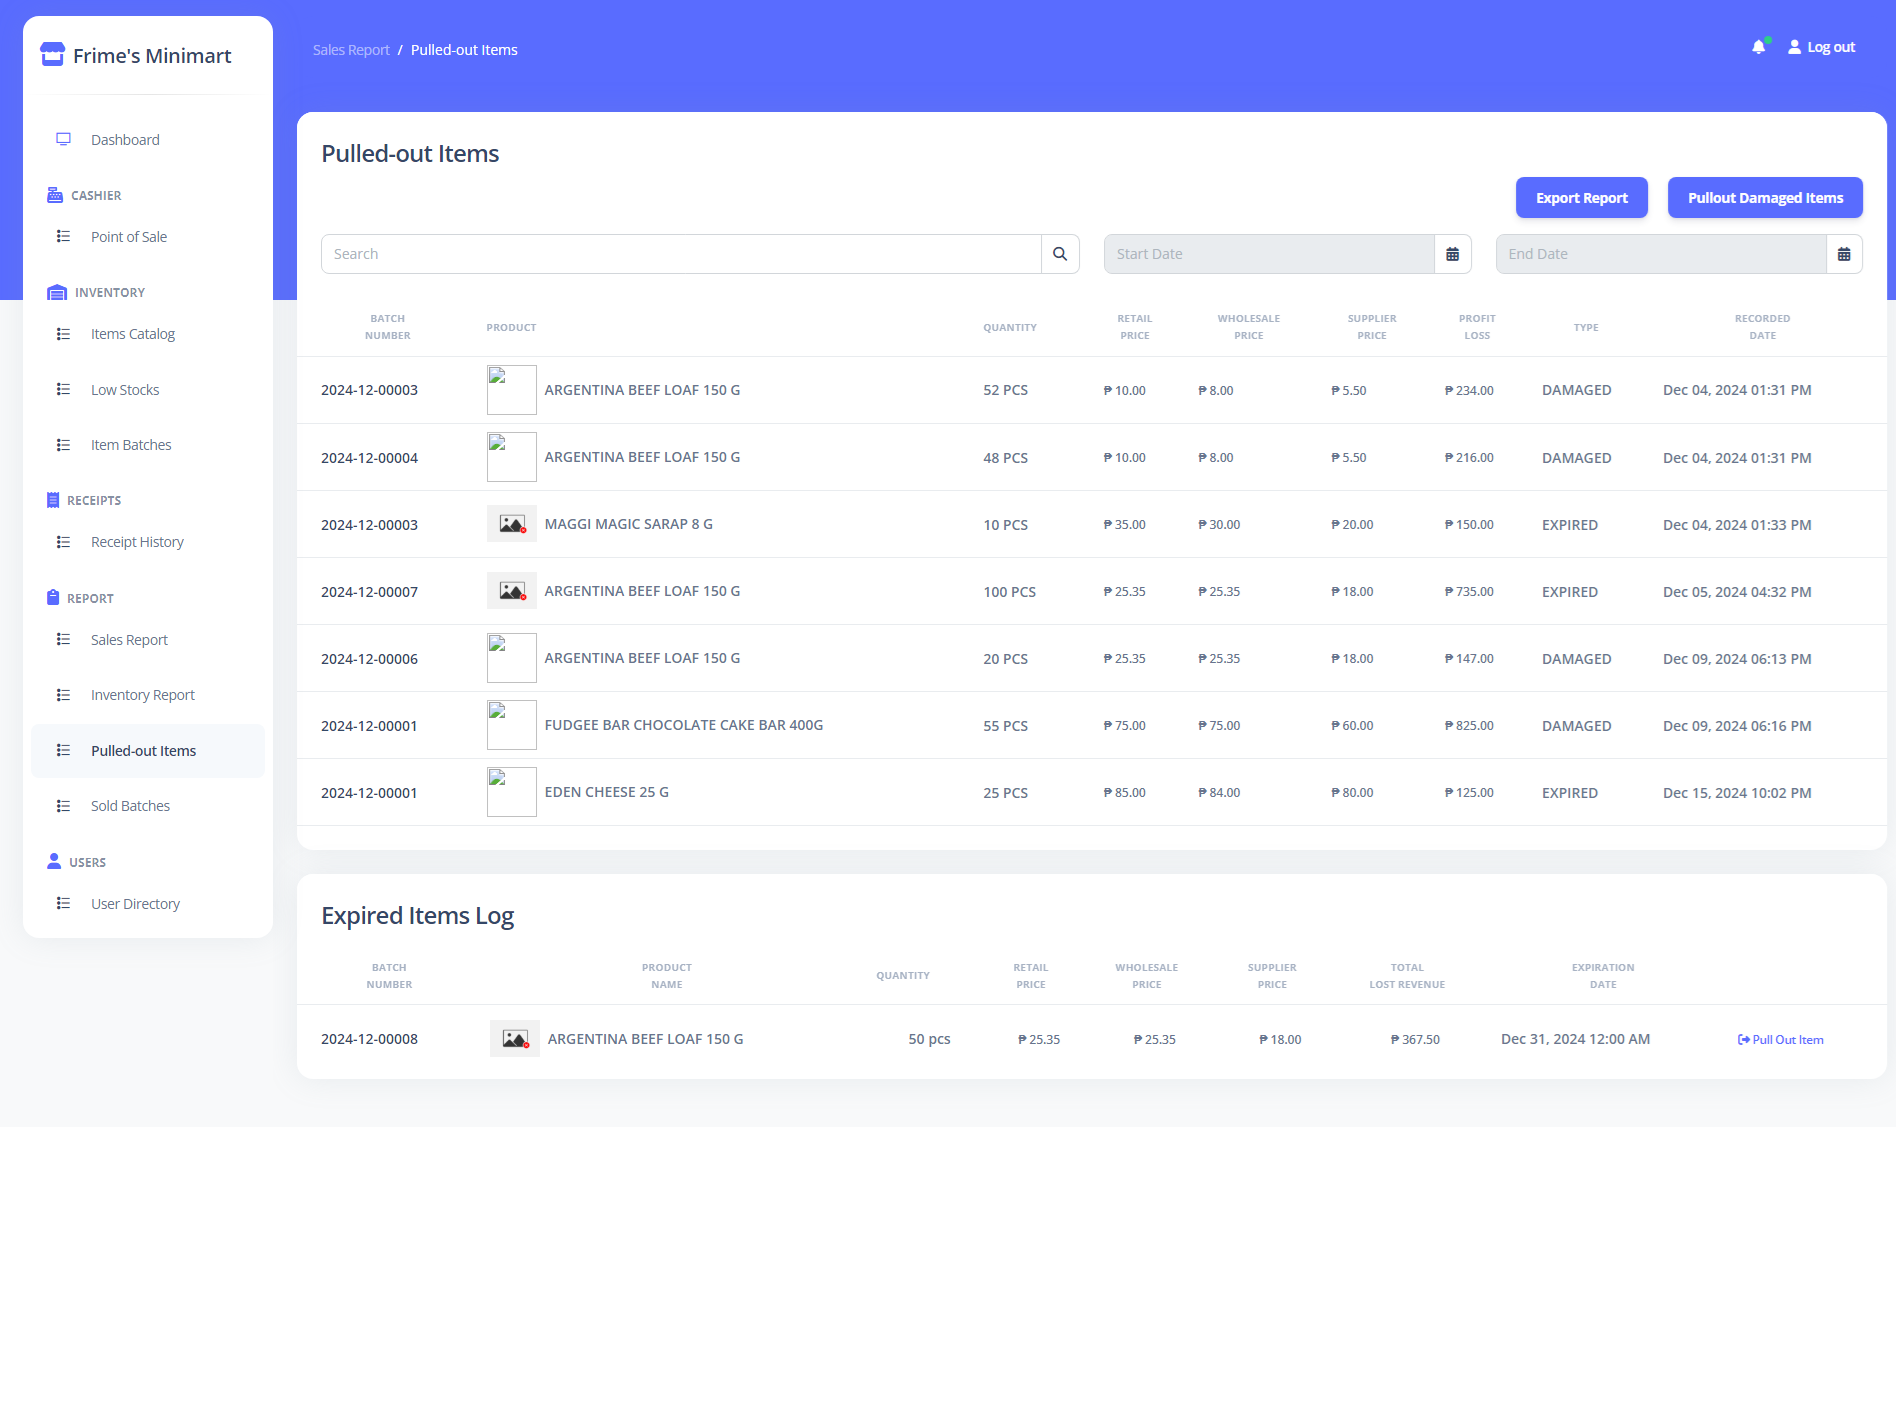 Frime's Minimart
Dashboard
CASHIER
Point of Sale
INVENTORY
Items Catalog
Low Stocks
Item Batches
RECEIPTS
Receipt History
REPORT
Sales Report
Inventory Report
Pulled-out Items
Sold Batches
USERS
User Directory
Sales Report / Pulled-out Items
Log out
Pulled-out Items
Export Report Pullout Damaged Items
Search Start Date End Date
BATCH NUMBER PRODUCT QUANTITY RETAIL PRICE WHOLESALE PRICE SUPPLIER PRICE PROFIT LOSS TYPE RECORDED DATE
2024-12-00003 ARGENTINA BEEF LOAF 150 G 52 PCS ₱ 10.00 ₱ 8.00 ₱ 5.50 ₱ 234.00 DAMAGED Dec 04, 2024 01:31 PM
2024-12-00004 ARGENTINA BEEF LOAF 150 G 48 PCS ₱ 10.00 ₱ 8.00 ₱ 5.50 ₱ 216.00 DAMAGED Dec 04, 2024 01:31 PM
2024-12-00003 MAGGI MAGIC SARAP 8 G 10 PCS ₱ 35.00 ₱ 30.00 ₱ 20.00 ₱ 150.00 EXPIRED Dec 04, 2024 01:33 PM
2024-12-00007 ARGENTINA BEEF LOAF 150 G 100 PCS ₱ 25.35 ₱ 25.35 ₱ 18.00 ₱ 735.00 EXPIRED Dec 05, 2024 04:32 PM
2024-12-00006 ARGENTINA BEEF LOAF 150 G 20 PCS ₱ 25.35 ₱ 25.35 ₱ 18.00 ₱ 147.00 DAMAGED Dec 09, 2024 06:13 PM
2024-12-00001 FUDGEE BAR CHOCOLATE CAKE BAR 400G 55 PCS ₱ 75.00 ₱ 75.00 ₱ 60.00 ₱ 825.00 DAMAGED Dec 09, 2024 06:16 PM
2024-12-00001 EDEN CHEESE 25 G 25 PCS ₱ 85.00 ₱ 84.00 ₱ 80.00 ₱ 125.00 EXPIRED Dec 15, 2024 10:02 PM
Expired Items Log
BATCH NUMBER PRODUCT NAME QUANTITY RETAIL PRICE WHOLESALE PRICE SUPPLIER PRICE TOTAL LOST REVENUE EXPIRATION DATE
2024-12-00008 ARGENTINA BEEF LOAF 150 G 50 pcs ₱ 25.35 ₱ 25.35 ₱ 18.00 ₱ 367.50 Dec 31, 2024 12:00 AM Pull Out Item